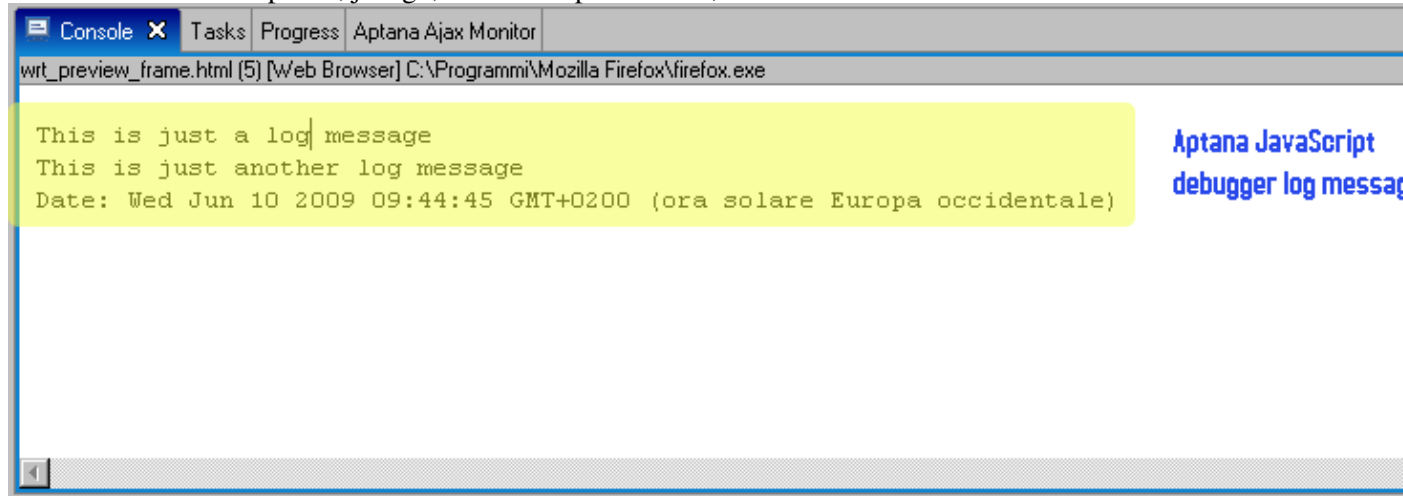 Console Tasks Progress Aptana Ajax Monitor
wrt_preview_frame.html (5) [Web Browser] C:\Programmi\Mozilla Firefox\firefox.exe
This is just a log message
This is just another log message
Date: Wed Jun 10 2009 09:44:45 GMT+0200 (ora solare Europa occidentale)
Aptana JavaScript
debugger log messag